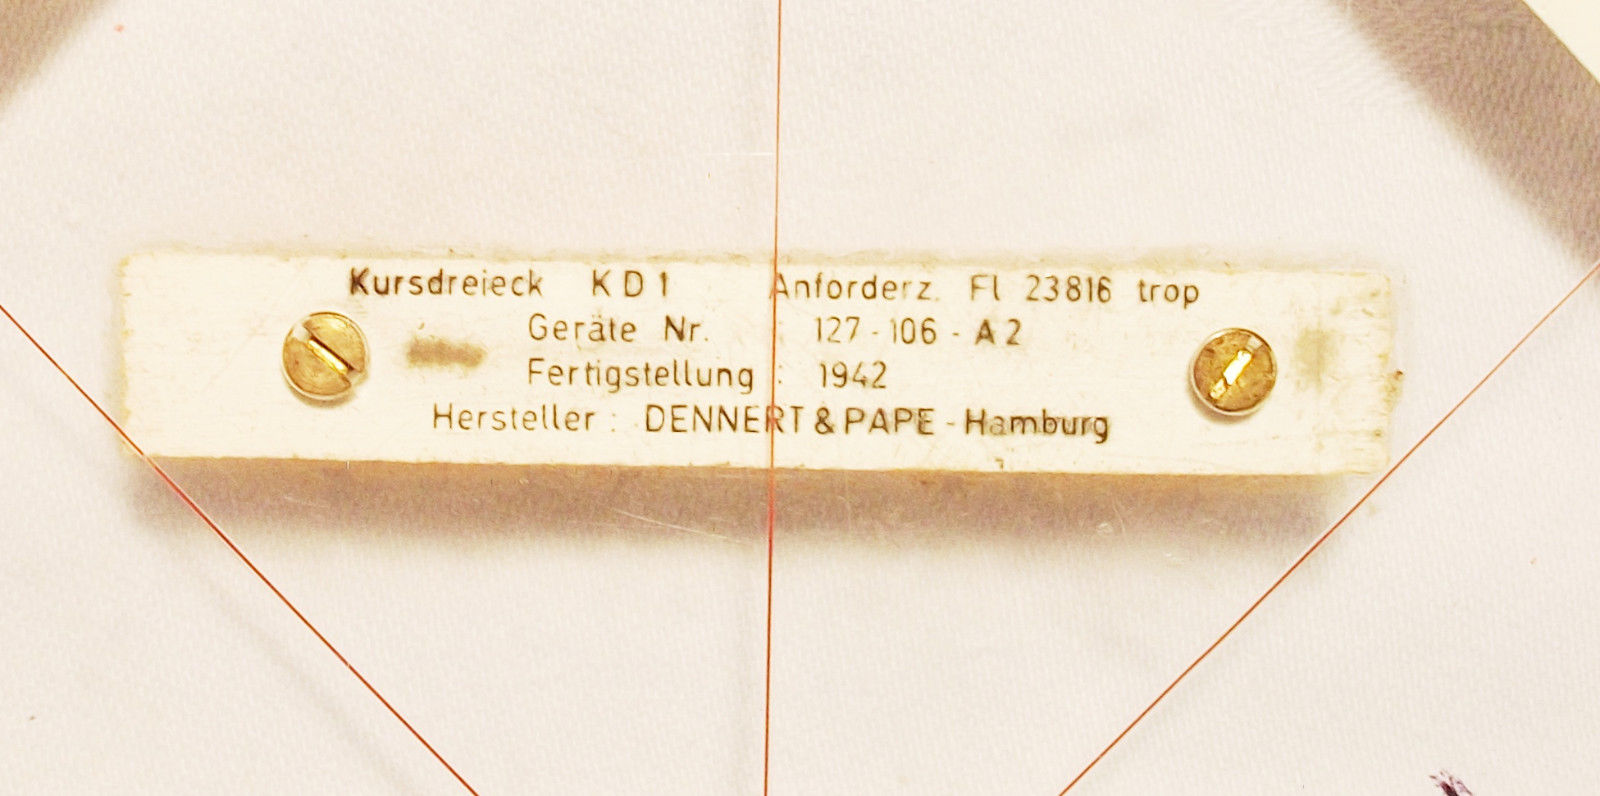 Kursdreieck KD1 Anforderz. Fl 23816 trop
Geräte Nr. : 127-106-A2
Fertigstellung : 1942
Hersteller : DENNERT & PAPE - Hamburg